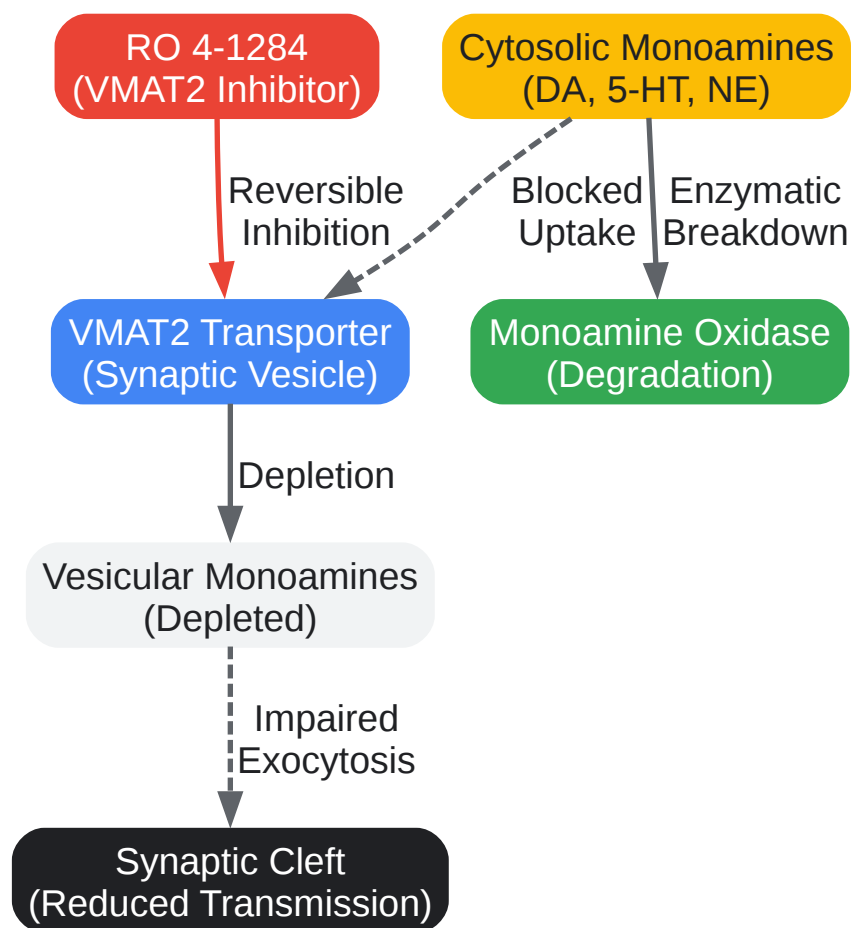 RO 4-1284
(VMAT2 Inhibitor)
Cytosolic Monoamines
(DA, 5-HT, NE)
Reversible
Inhibition
Blocked
Uptake
Enzymatic
Breakdown
VMAT2 Transporter
(Synaptic Vesicle)
Monoamine Oxidase
(Degradation)
Depletion
Vesicular Monoamines
(Depleted)
Impaired
Exocytosis
Synaptic Cleft
(Reduced Transmission)